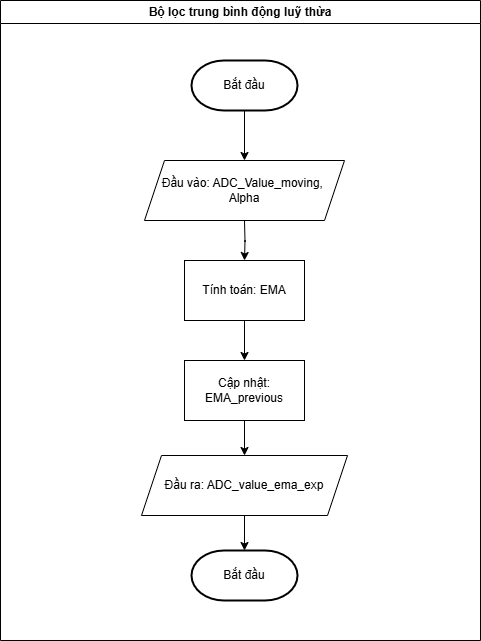 Bộ lọc trung bình động luỹ thừa
Bắt đầu
Đầu vào: ADC_Value_moving,
Alpha
Tính toán: EMA
Cập nhật:
EMA_previous
Đầu ra: ADC_value_ema_exp
Bắt đầu